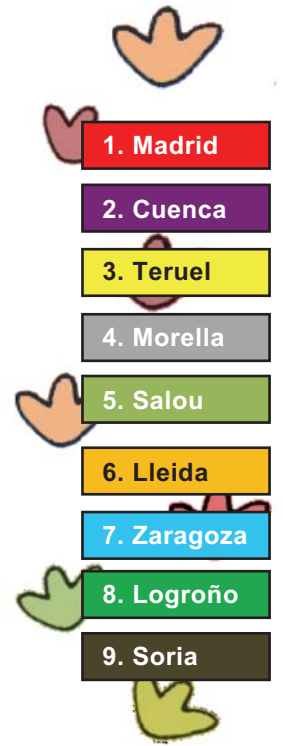 1. Madrid
2. Cuenca
3. Teruel
4. Morella
5. Salou
6. Lleida
7. Zaragoza
8. Logroño
9. Soria